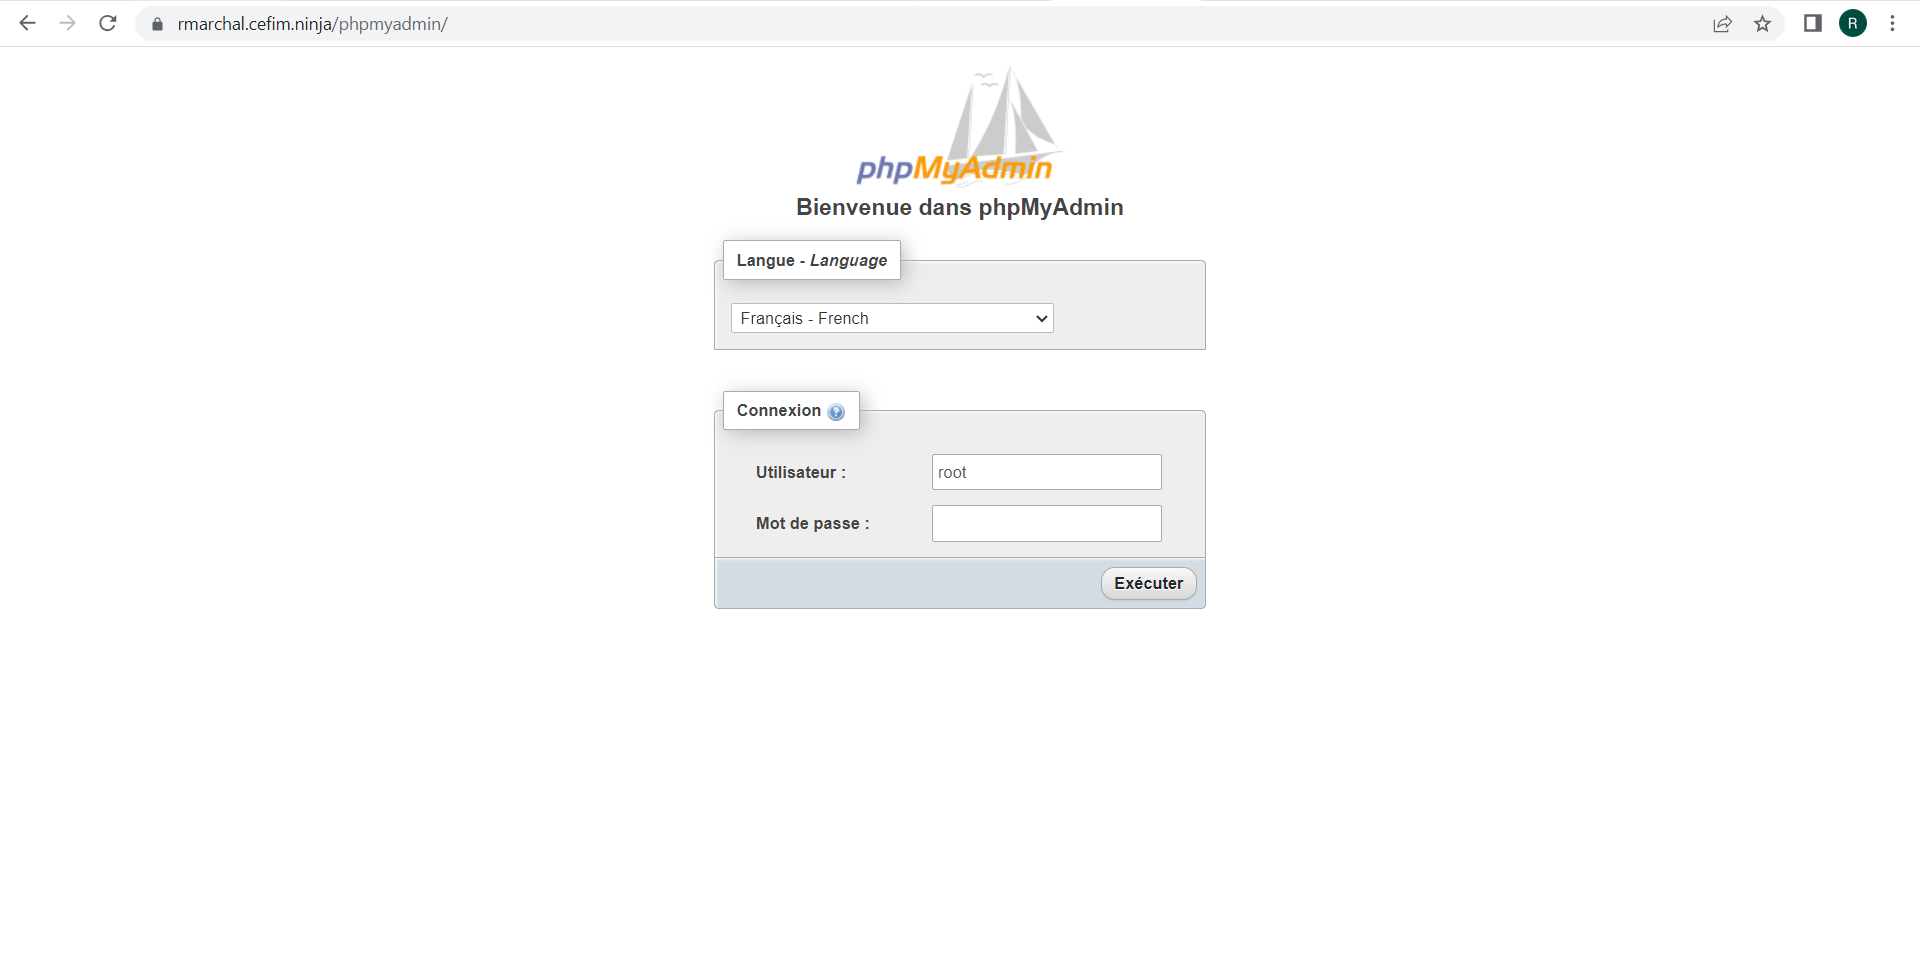 rmarchal.cefim.ninja/phpmyadmin/
R
phpMyAdmin
Bienvenue dans phpMyAdmin
Langue - Language
Français - French
Connexion ?
Utilisateur : root
Mot de passe :
Exécuter